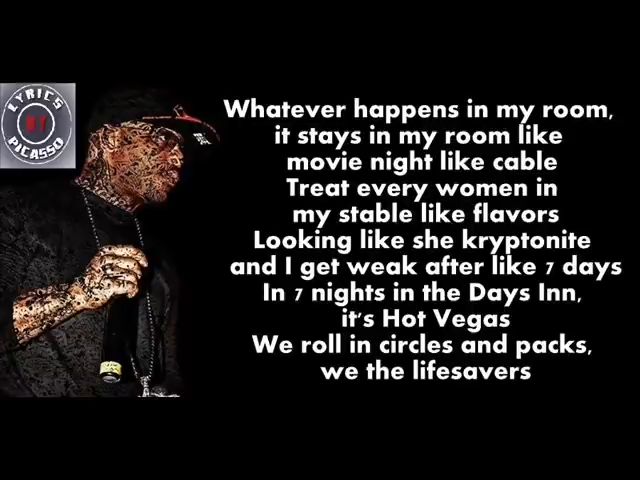 LYRICS
BY
PICASSO
Whatever happens in my room,
it stays in my room like
movie night like cable
Treat every women in
my stable like flavors
Looking like she kryptonite
and I get weak after like 7 days
In 7 nights in the Days Inn,
it's Hot Vegas
We roll in circles and packs,
we the lifesavers